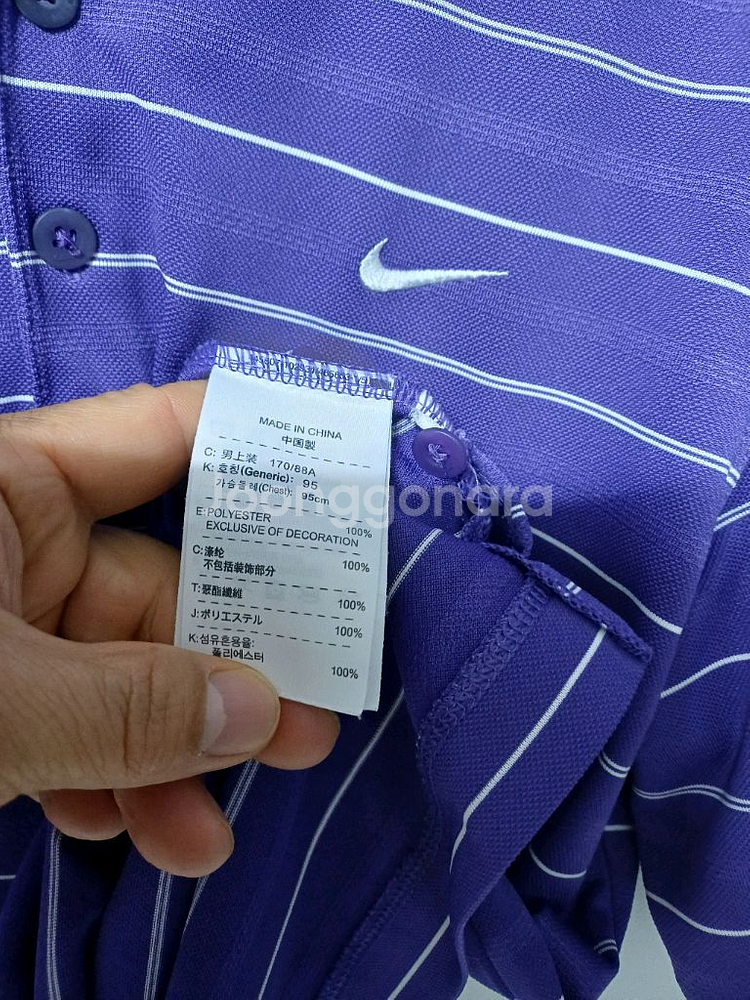 MADE IN CHINA
中国製
C: 男上裝 170/88A
K: 호칭(Generic): 95
가슴둘레(Chest): 95cm
E:POLYESTER 100%
EXCLUSIVE OF DECORATION
C:涤纶 100%
不包括装饰部分
T:聚酯纖維 100%
J:ポリエステル 100%
K:섬유혼용율:
폴리에스터 100%
joonggonara